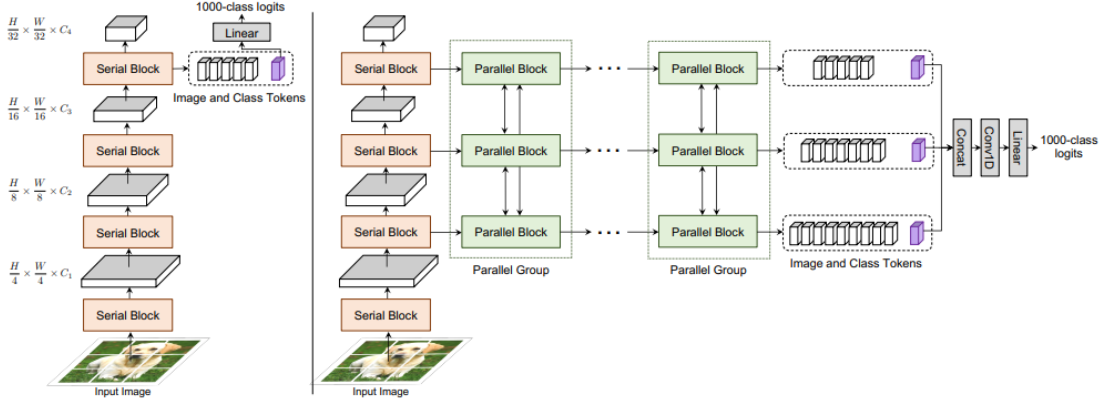 1000-class logits
Linear
H/32 × W/32 × C₄
Serial Block
Image and Class Tokens
H/16 × W/16 × C₃
Serial Block
H/8 × W/8 × C₂
Serial Block
H/4 × W/4 × C₁
Serial Block
Input Image
Serial Block
Parallel Block
...
Parallel Block
Serial Block
Parallel Block
...
Parallel Block
Concat
Conv1D
Linear
1000-class
logits
Serial Block
Parallel Block
...
Parallel Block
Image and Class Tokens
Parallel Group
Parallel Group
Serial Block
Input Image